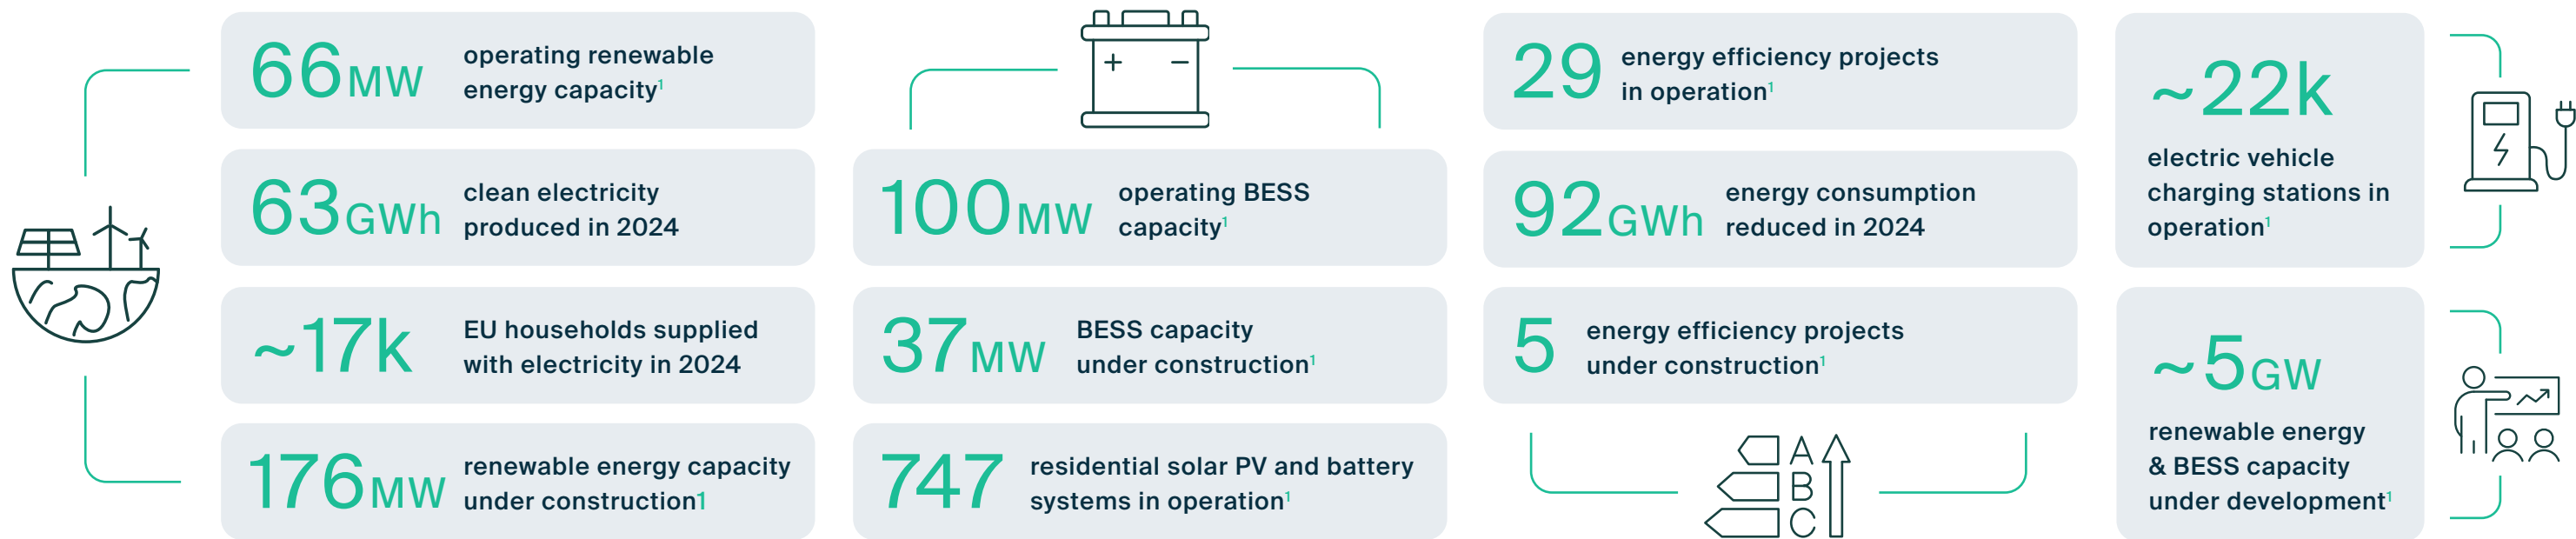 66MW
operating renewable
energy capacity¹
63GWh
clean electricity
produced in 2024
~17k
EU households supplied
with electricity in 2024
176MW
renewable energy capacity
under construction1
+ −
100MW
operating BESS
capacity¹
37MW
BESS capacity
under construction¹
747
residential solar PV and battery
systems in operation¹
29
energy efficiency projects
in operation¹
92GWh
energy consumption
reduced in 2024
5
energy efficiency projects
under construction¹
A
B
C
~22k
electric vehicle
charging stations in
operation¹
~5GW
renewable energy
& BESS capacity
under development¹